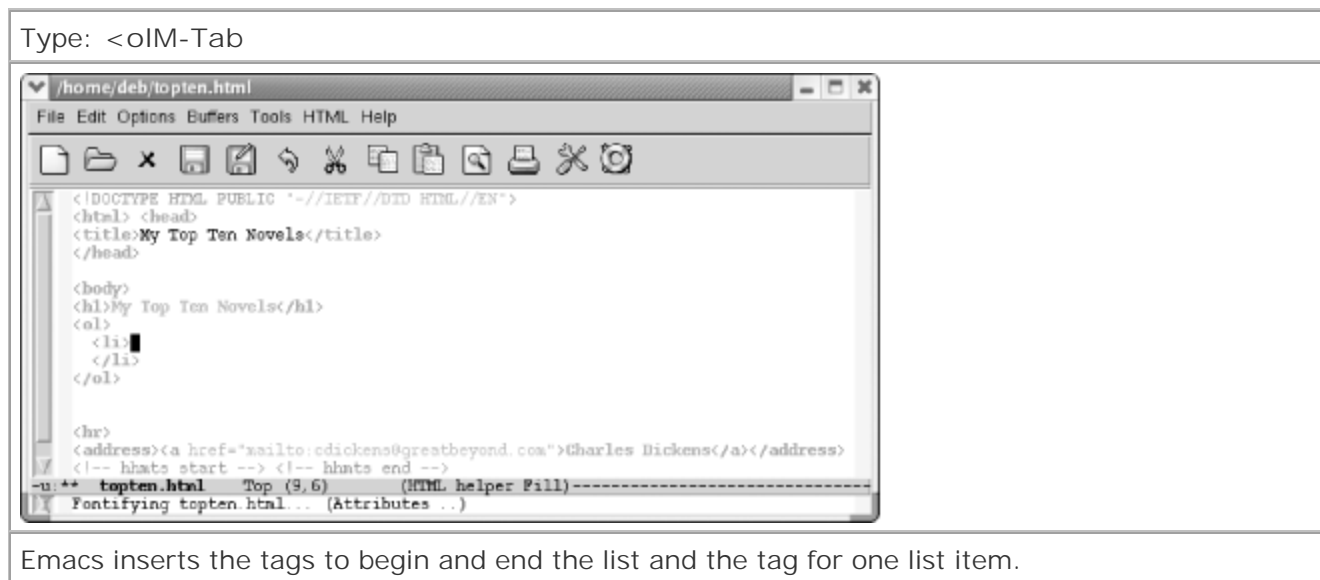 Type: <olM-Tab
/home/deb/topten.html
File Edit Options Buffers Tools HTML Help
<!DOCTYPE HTML PUBLIC "-//IETF//DTD HTML//EN">
<html> <head>
<title>My Top Ten Novels</title>
</head>
<body>
<h1>My Top Ten Novels</h1>
<ol>
<li>
</li>
</ol>
<hr>
<address><a href="mailto:cdickens@greatbeyond.com">Charles Dickens</a></address>
<!-- hhmts start --> <!-- hhmts end -->
-u:** topten.html Top (9,6) (HTML helper Fill)------------------------------
Fontifying topten.html... (Attributes ..)
Emacs inserts the tags to begin and end the list and the tag for one list item.